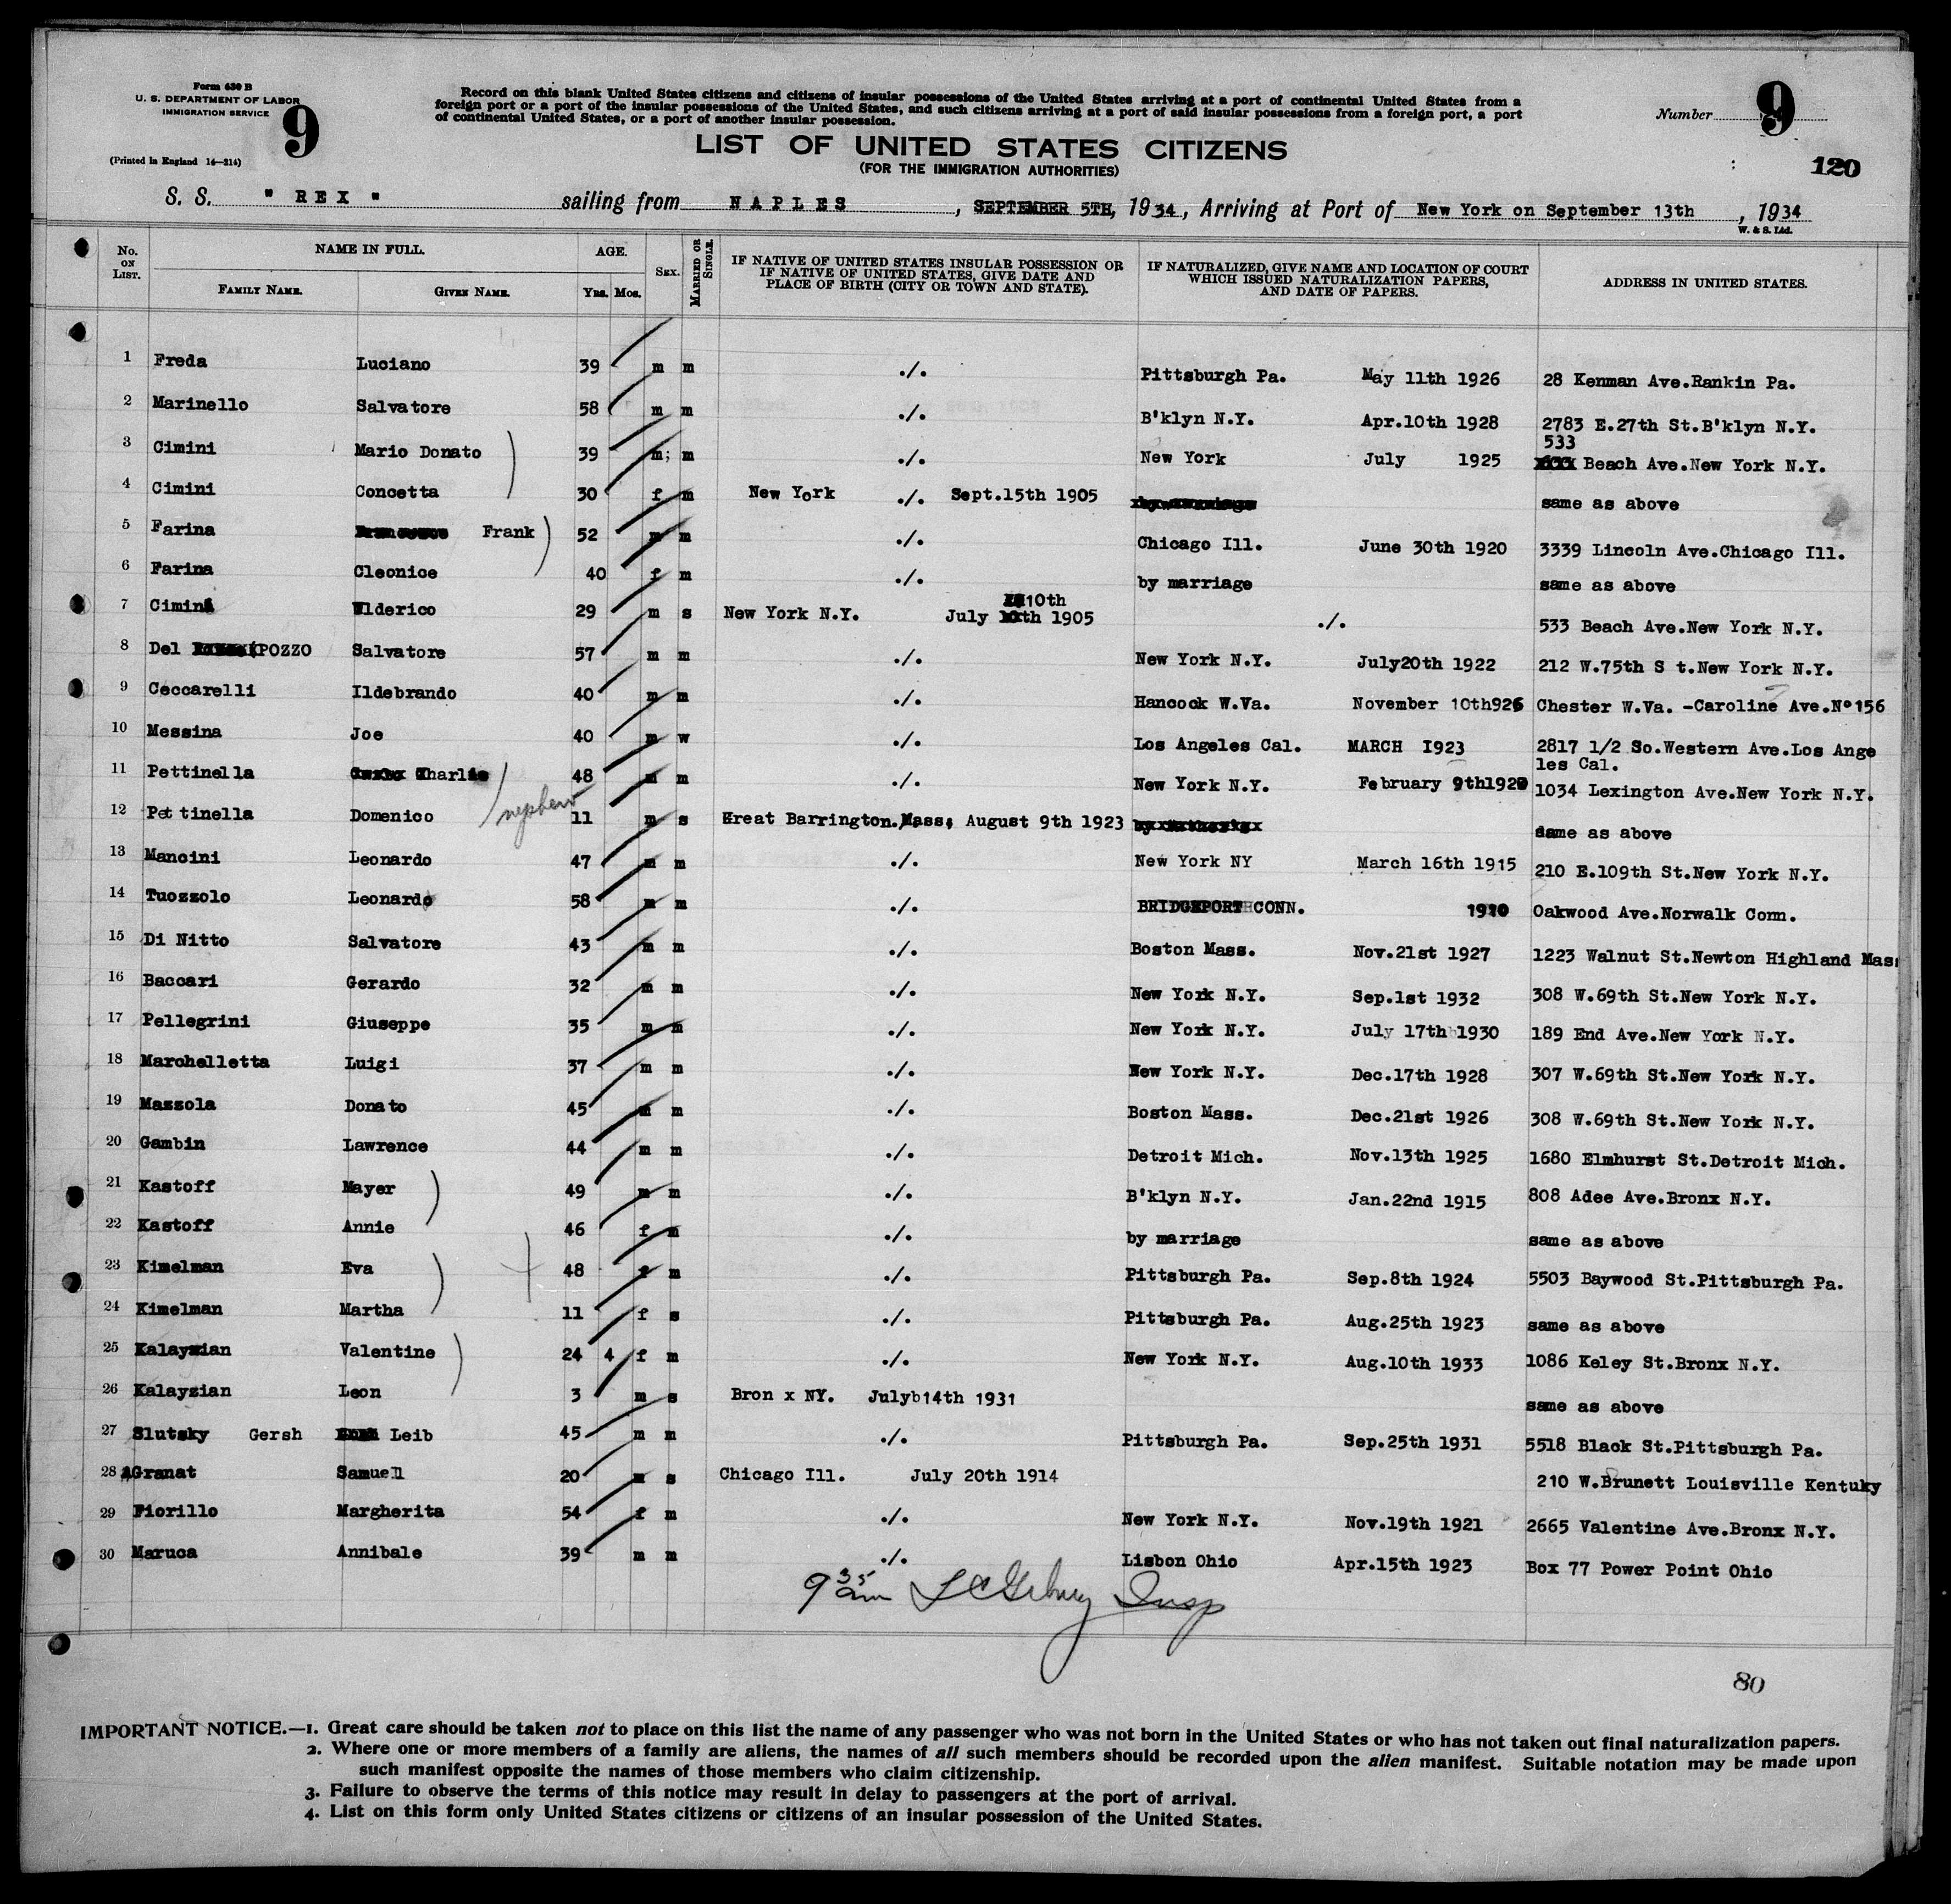 Form 630 B
U. S. DEPARTMENT OF LABOR
IMMIGRATION SERVICE
9
(Printed in England 14—214)
Record on this blank United States citizens and citizens of insular possessions of the United States arriving at a port of continental United States from a
foreign port or a port of the insular possessions of the United States, and such citizens arriving at a port of said insular possessions from a foreign port, a port
of continental United States, or a port of another insular possession.
Number 9
LIST OF UNITED STATES CITIZENS
(FOR THE IMMIGRATION AUTHORITIES)
120
S. S. " REX " sailing from NAPLES, SEPTEMBER 5TH, 1934, Arriving at Port of New York on September 13th, 1934
W. & S. Ltd.
No. ON LIST. NAME IN FULL. FAMILY NAME. GIVEN NAME. AGE. YRS. MOS. SEX. MARRIED OR SINGLE. IF NATIVE OF UNITED STATES INSULAR POSSESSION OR IF NATIVE OF UNITED STATES, GIVE DATE AND PLACE OF BIRTH (CITY OR TOWN AND STATE). IF NATURALIZED, GIVE NAME AND LOCATION OF COURT WHICH ISSUED NATURALIZATION PAPERS, AND DATE OF PAPERS. ADDRESS IN UNITED STATES.
1 Freda Luciano 39 m m ./. Pittsburgh Pa. May 11th 1926 28 Kenman Ave.Rankin Pa.
2 Marinello Salvatore 58 m m ./. B'klyn N.Y. Apr.10th 1928 2783 E.27th St.B'klyn N.Y.
3 Cimini Mario Donato 39 m; m ./. New York July 1925 533 Beach Ave.New York N.Y.
4 Cimini Concetta 30 f m New York ./. Sept.15th 1905 same as above
5 Farina Frank 52 m m ./. Chicago Ill. June 30th 1920 3339 Lincoln Ave.Chicago Ill.
6 Farina Cleonice 40 f m ./. by marriage same as above
7 Cimini Ulderico 29 m s New York N.Y. July 10th 1905 ./. 533 Beach Ave.New York N.Y.
8 Del POZZO Salvatore 57 m m ./. New York N.Y. July20th 1922 212 W.75th S t.New York N.Y.
9 Ceccarelli Ildebrando 40 m m ./. Hancock W.Va. November 10th926 Chester W.Va. -Caroline Ave.Nº156
10 Messina Joe 40 m w ./. Los Angeles Cal. MARCH I923 2817 1/2 So.Western Ave.Los Ange
les Cal.
11 Pettinella Charlie 48 m m ./. New York N.Y. February 9th1920 1034 Lexington Ave.New York N.Y.
nephew
12 Pettinella Domenico 11 m s Great Barrington.Mass. August 9th 1923 same as above
13 Mancini Leonardo 47 m m ./. New York NY March 16th 1915 210 E.109th St.New York N.Y.
14 Tuozzolo Leonardo 58 m m ./. BRIDGEPORT CONN. 1910 Oakwood Ave.Norwalk Conn.
15 Di Nitto Salvatore 43 m m ./. Boston Mass. Nov.21st 1927 1223 Walnut St.Newton Highland Mass
16 Baccari Gerardo 32 m m ./. New York N.Y. Sep.1st 1932 308 W.69th St.New York N.Y.
17 Pellegrini Giuseppe 35 m m ./. New York N.Y. July 17th 1930 189 End Ave.New York N.Y.
18 Marchelletta Luigi 37 m m ./. New York N.Y. Dec.17th 1928 307 W.69th St.New York N.Y.
19 Mazzola Donato 45 m m ./. Boston Mass. Dec.21st 1926 308 W.69th St.New York N.Y.
20 Gambin Lawrence 44 m m ./. Detroit Mich. Nov.13th 1925 1680 Elmhurst St.Detroit Mich.
21 Kastoff Mayer 49 m m ./. B'klyn N.Y. Jan.22nd 1915 808 Adee Ave.Bronx N.Y.
22 Kastoff Annie 46 f m ./. by marriage same as above
23 Kimelman Eva 48 f m ./. Pittsburgh Pa. Sep.8th 1924 5503 Baywood St.Pittsburgh Pa.
24 Kimelman Martha 11 f s ./. Pittsburgh Pa. Aug.25th 1923 same as above
25 Kalayzian Valentine 24 4 f m ./. New York N.Y. Aug.10th 1933 1086 Keley St.Bronx N.Y.
26 Kalayzian Leon 3 m s Bron x NY. July 14th 1931 same as above
27 Slutsky Gersh Leib 45 m m ./. Pittsburgh Pa. Sep.25th 1931 5518 Black St.Pittsburgh Pa.
28 Granat Samuel 20 m s Chicago Ill. July 20th 1914 210 W.Brunett Louisville Kentuky
29 Fiorillo Margherita 54 f m ./. New York N.Y. Nov.19th 1921 2665 Valentine Ave.Bronx N.Y.
30 Maruca Annibale 39 m m ./. Lisbon Ohio Apr.15th 1923 Box 77 Power Point Ohio
9 35 am Insp
80
IMPORTANT NOTICE.—1. Great care should be taken not to place on this list the name of any passenger who was not born in the United States or who has not taken out final naturalization papers.
2. Where one or more members of a family are aliens, the names of all such members should be recorded upon the alien manifest. Suitable notation may be made upon
such manifest opposite the names of those members who claim citizenship.
3. Failure to observe the terms of this notice may result in delay to passengers at the port of arrival.
4. List on this form only United States citizens or citizens of an insular possession of the United States.